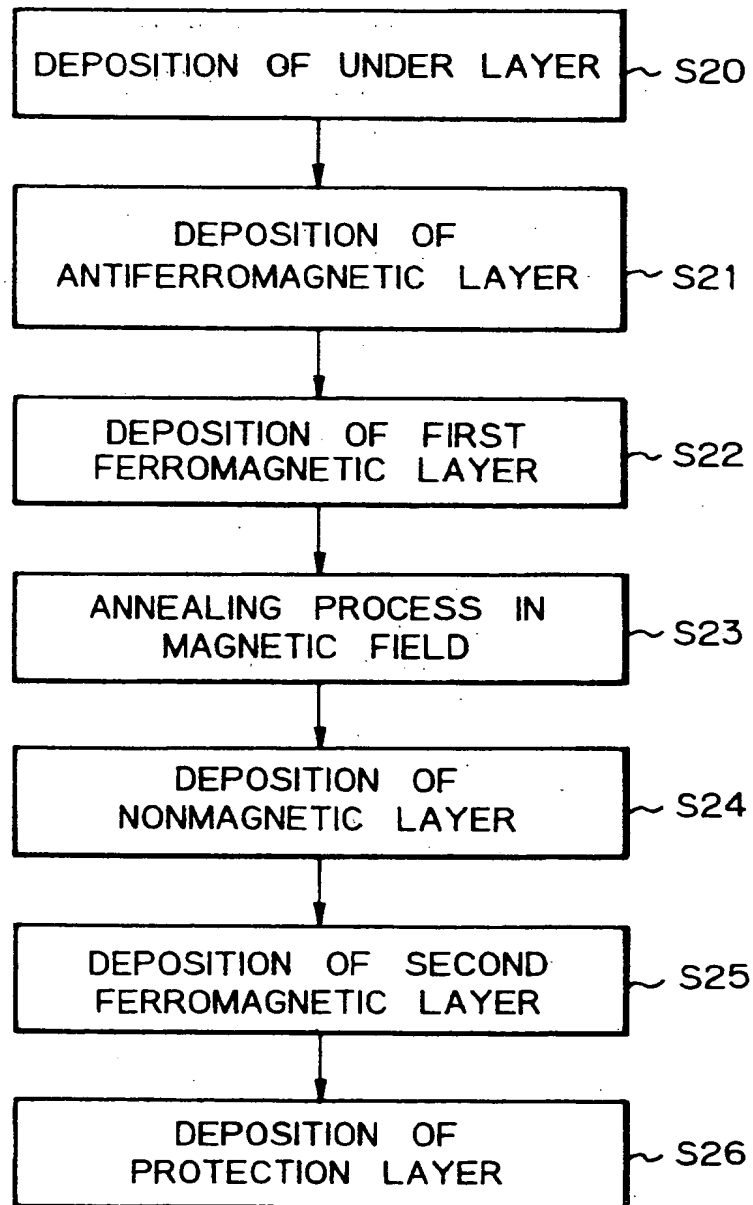 DEPOSITION OF UNDER LAYER
S20
DEPOSITION OF
ANTIFERROMAGNETIC LAYER
S21
DEPOSITION OF FIRST
FERROMAGNETIC LAYER
S22
ANNEALING PROCESS IN
MAGNETIC FIELD
S23
DEPOSITION OF
NONMAGNETIC LAYER
S24
DEPOSITION OF SECOND
FERROMAGNETIC LAYER
S25
DEPOSITION OF
PROTECTION LAYER
S26